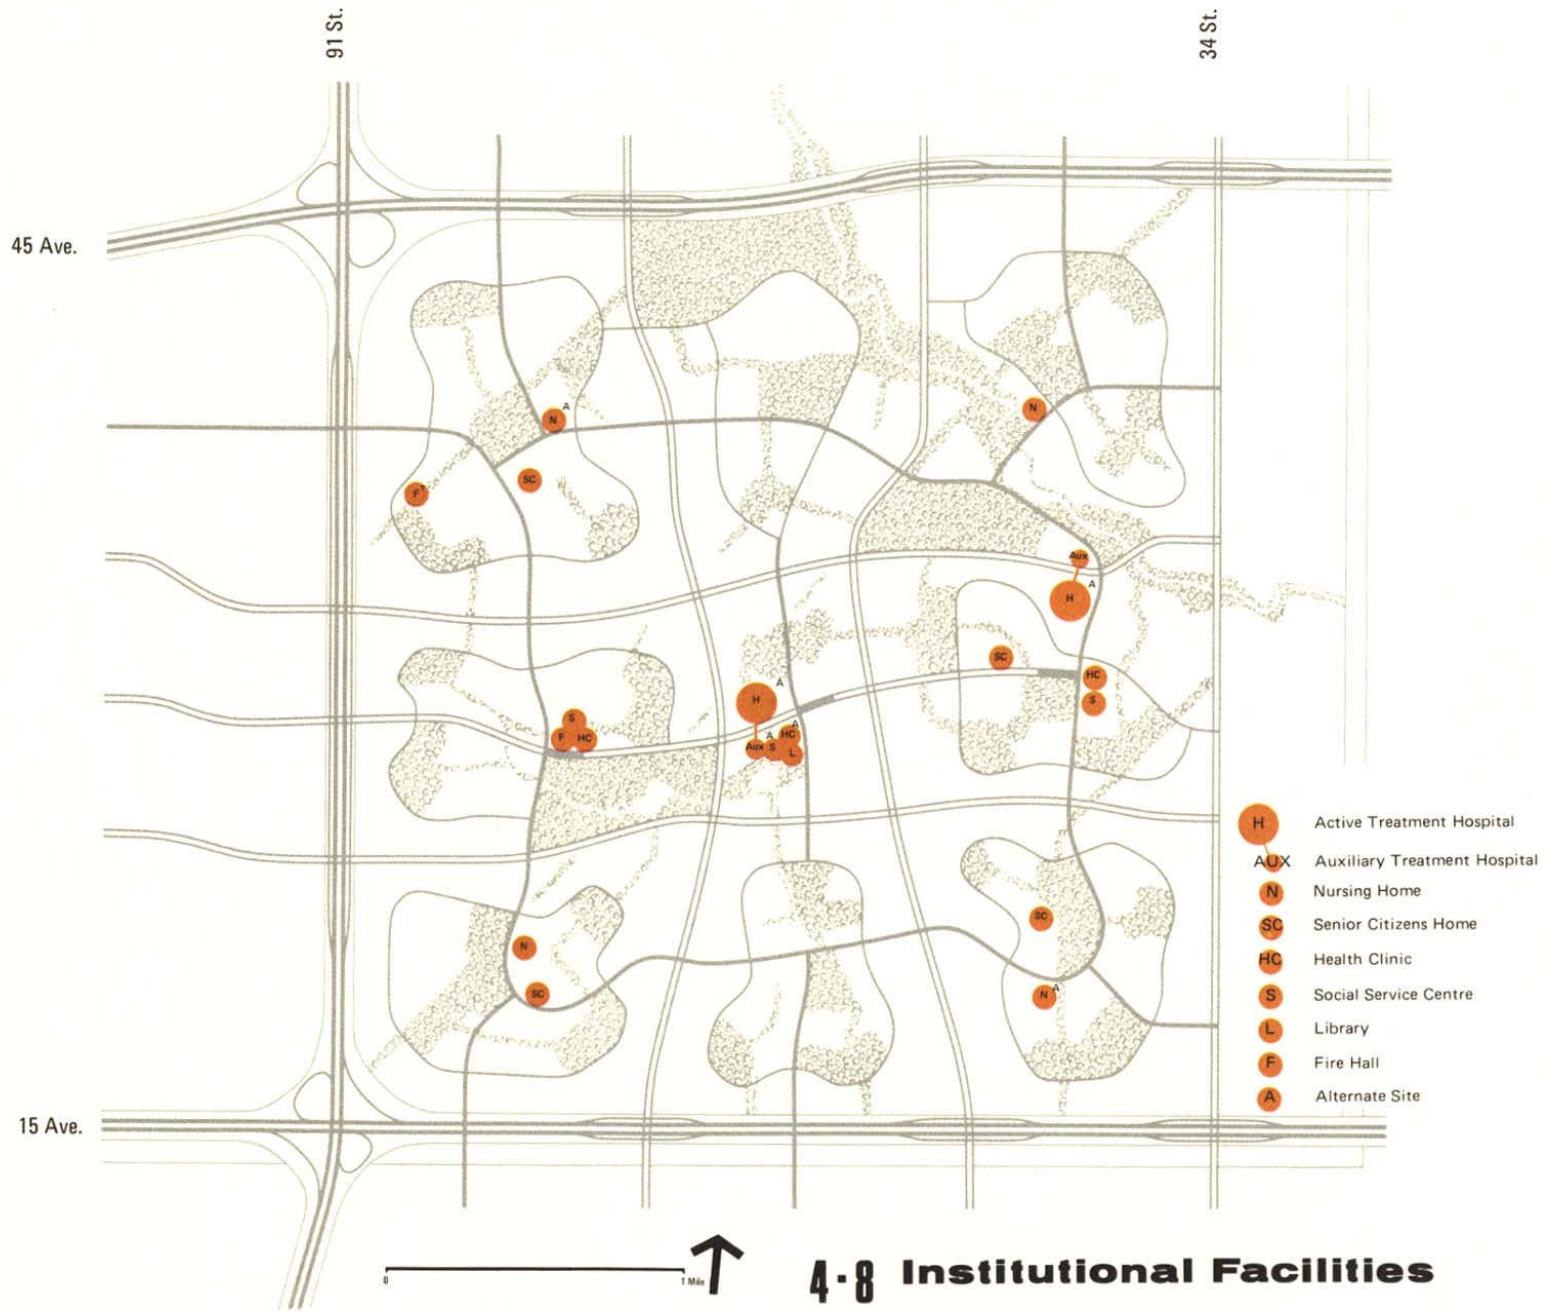 91 St.
34 St.
45 Ave.
N A
N
F
SC
Aux
A
H
SC
HC
S
A
H
S
F HC
A
A HC
Aux S
L
H Active Treatment Hospital
AUX Auxiliary Treatment Hospital
N Nursing Home
SC Senior Citizens Home
HC Health Clinic
S Social Service Centre
L Library
F Fire Hall
A Alternate Site
SC
N
SC
N A
15 Ave.
0 1 Mile
4-8 Institutional Facilities